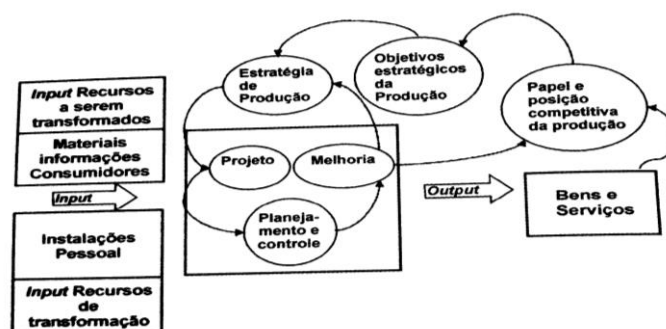 Input Recursos
a serem
transformados
Materiais
informações
Consumidores
Input
Instalações
Pessoal
Input Recursos
de
transformação
Estratégia
de
Produção
Objetivos
estratégicos
da
Produção
Papel e
posição
competitiva
da produção
Projeto
Melhoria
Planeja-
mento e
controle
Output
Bens e
Serviços